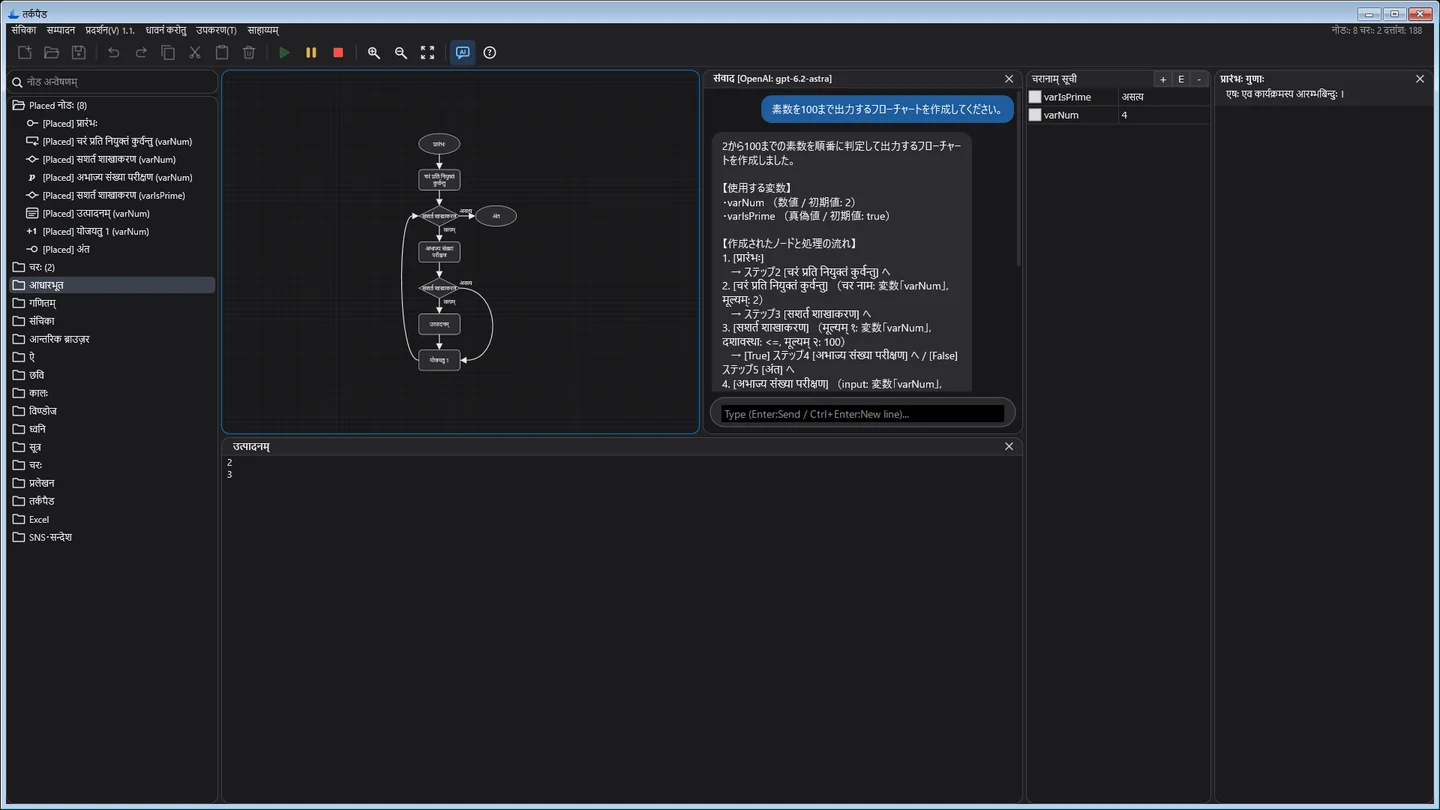 तर्कपैड
संचिका सम्पादन प्रदर्शन(V) 1.1. धावनं करोतु उपकरण(T) साहाय्यम्
नोडः: 8 चरः: 2 दत्तांश: 188
नोड अन्वेषणम्
Placed नोडः (8)
[Placed] प्रारंभः
[Placed] चरं प्रति नियुक्तं कुर्वन्तु (varNum)
[Placed] सशर्त शाखाकरण (varNum)
[Placed] अभाज्य संख्या परीक्षण (varNum)
[Placed] सशर्त शाखाकरण (varIsPrime)
[Placed] उत्पादनम् (varNum)
+1 [Placed] योजयतु 1 (varNum)
[Placed] अंत
चरः (2)
आधारभूत
गणितम्
संचिका
आन्तरिक ब्राउज़र
ऐ
छवि
कालः
विण्डोज
ध्वनि
सूत्र
चरः
प्रलेखन
तर्कपैड
Excel
SNS·सन्देश
प्रारंभः
चरं प्रति नियुक्तं
कुर्वन्तु
सशर्त शाखाकरण
असत्य
अंत
सत्यम्
अभाज्य संख्या
परीक्षण
सशर्त शाखाकरण
असत्य
सत्यम्
उत्पादनम्
योजयतु 1
संवाद [OpenAI: gpt-6.2-astra]
素数を100まで出力するフローチャートを作成してください。
2から100までの素数を順番に判定して出力するフローチャー
トを作成しました。
【使用する変数】
・varNum （数値 / 初期値: 2）
・varIsPrime （真偽値 / 初期値: true）
【作成されたノードと処理の流れ】
1. [प्रारंभः]
→ ステップ2 [चरं प्रति नियुक्तं कुर्वन्तु] へ
2. [चरं प्रति नियुक्तं कुर्वन्तु] （चर नाम: 変数「varNum」,
मूल्यम्: 2）
→ ステップ3 [सशर्त शाखाकरण] へ
3. [सशर्त शाखाकरण] （मूल्यम् १: 変数「varNum」,
दशावस्था: <=, मूल्यम् २: 100）
→ [True] ステップ4 [अभाज्य संख्या परीक्षण] へ / [False]
ステップ5 [अंत] へ
4. [अभाज्य संख्या परीक्षण] （input: 変数「varNum」,
Type (Enter:Send / Ctrl+Enter:New line)...
उत्पादनम्
2
3
चरानाम् सूची + E -
varIsPrime असत्य
varNum 4
प्रारंभः गुणाः
एषः एव कार्यक्रमस्य आरम्भबिन्दुः ।